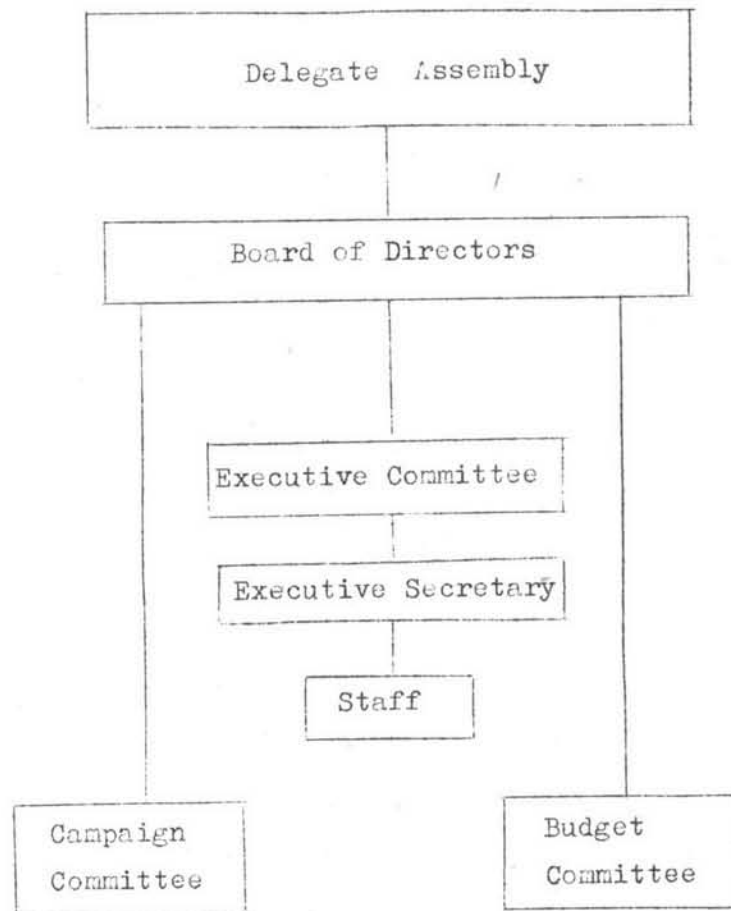 Delegate Assembly
Board of Directors
Executive Committee
Executive Secretary
Staff
Campaign
Committee
Budget
Committee